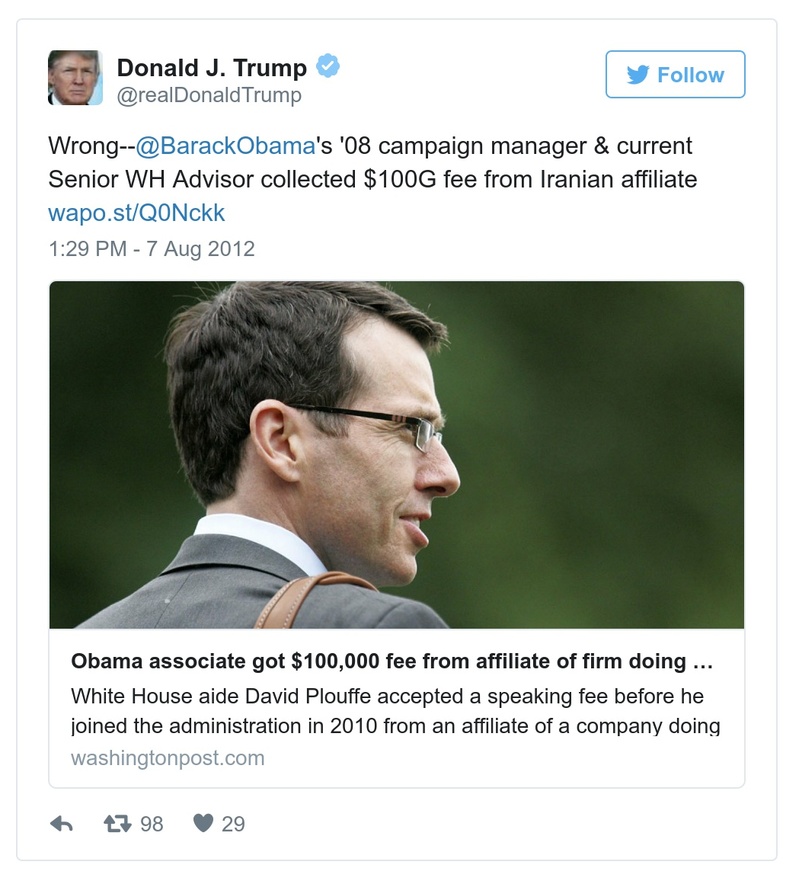 Donald J. Trump
@realDonaldTrump
Follow
Wrong--@BarackObama's '08 campaign manager & current
Senior WH Advisor collected $100G fee from Iranian affiliate
wapo.st/Q0Nckk
1:29 PM - 7 Aug 2012
Obama associate got $100,000 fee from affiliate of firm doing …
White House aide David Plouffe accepted a speaking fee before he
joined the administration in 2010 from an affiliate of a company doing
washingtonpost.com
98 29